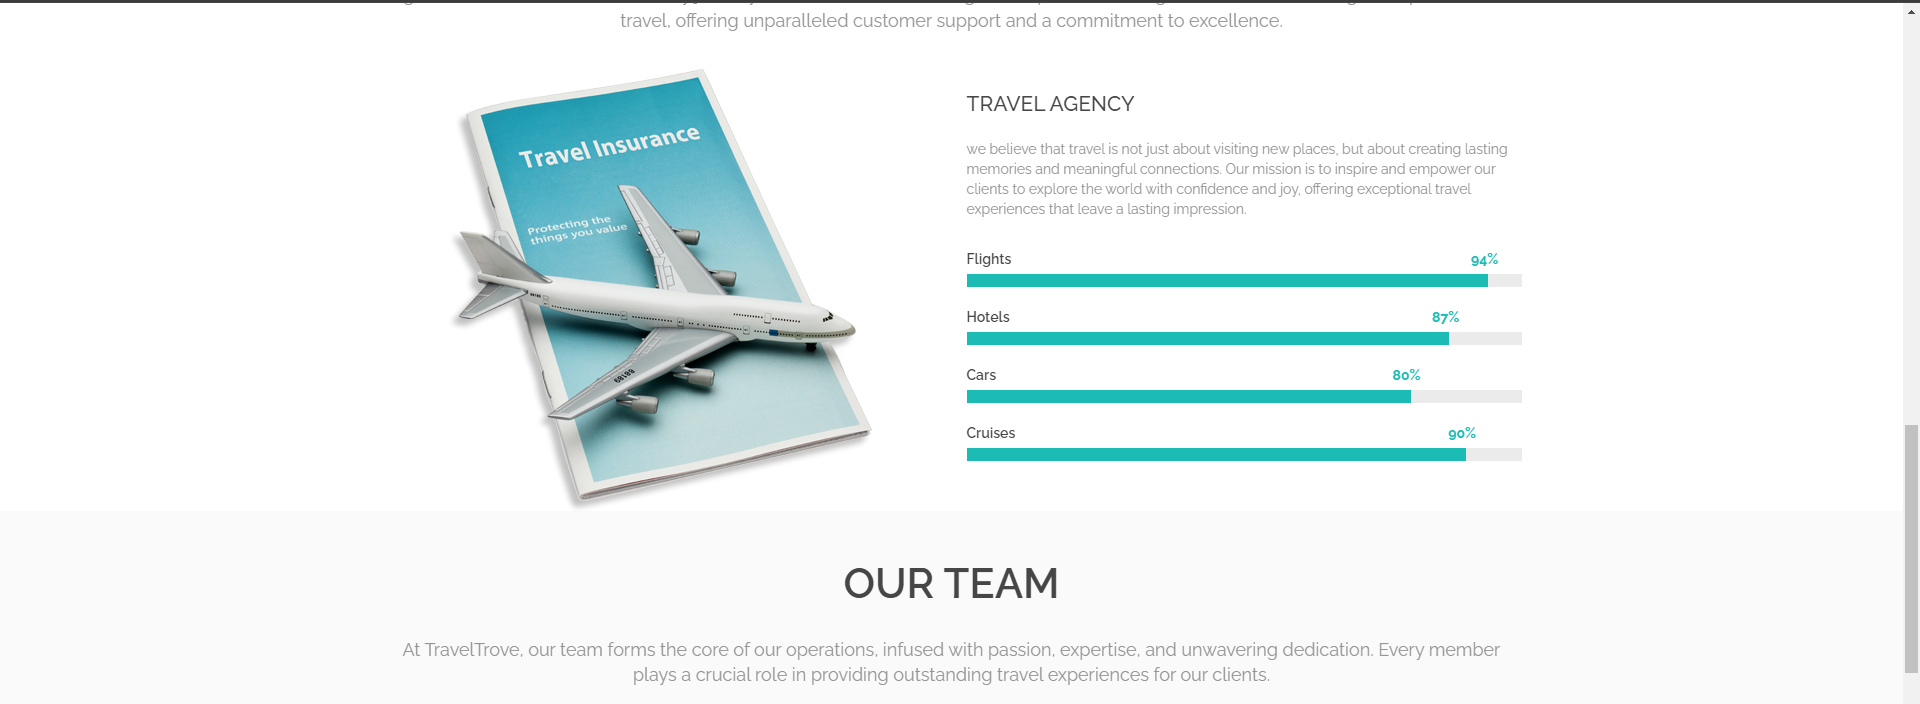 travel, offering unparalleled customer support and a commitment to excellence.
Travel Insurance
Protecting the
things you value
TRAVEL AGENCY
we believe that travel is not just about visiting new places, but about creating lasting
memories and meaningful connections. Our mission is to inspire and empower our
clients to explore the world with confidence and joy, offering exceptional travel
experiences that leave a lasting impression.
Flights 94%
Hotels 87%
Cars 80%
Cruises 90%
OUR TEAM
At TravelTrove, our team forms the core of our operations, infused with passion, expertise, and unwavering dedication. Every member
plays a crucial role in providing outstanding travel experiences for our clients.